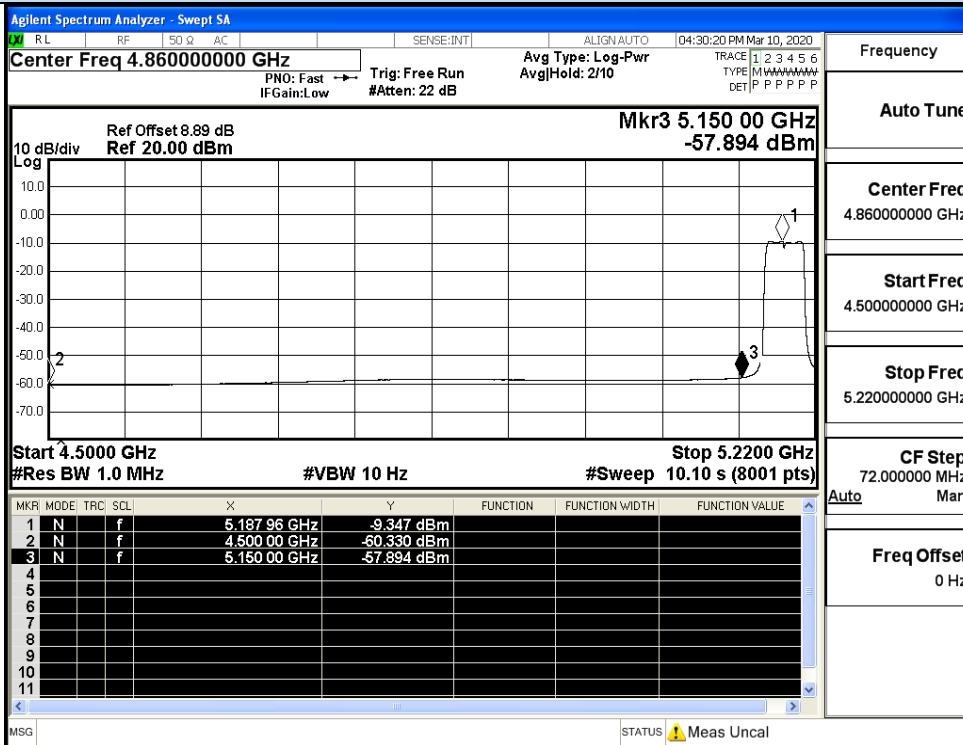 Agilent Spectrum Analyzer - Swept SA
LXI RL RF 50 Ω AC SENSE:INT ALIGNAUTO 04:30:20 PM Mar 10, 2020
Center Freq 4.860000000 GHz
PNO: Fast
IFGain:Low
Trig: Free Run
#Atten: 22 dB
Avg Type: Log-Pwr
Avg|Hold: 2/10
TRACE 1 2 3 4 5 6
TYPE M WWWWW
DET P P P P P P
Mkr3 5.150 00 GHz
-57.894 dBm
Ref Offset 8.89 dB
10 dB/div Ref 20.00 dBm
Log
10.0
0.00
-10.0
-20.0
-30.0
-40.0
-50.0
-60.0
-70.0
1
2
3
Start 4.5000 GHz Stop 5.2200 GHz
#Res BW 1.0 MHz #VBW 10 Hz #Sweep 10.10 s (8001 pts)
MKR MODE TRC SCL X Y FUNCTION FUNCTION WIDTH FUNCTION VALUE
1 N f 5.187 96 GHz -9.347 dBm
2 N f 4.500 00 GHz -60.330 dBm
3 N f 5.150 00 GHz -57.894 dBm
4
5
6
7
8
9
10
11
MSG STATUS Meas Uncal
Frequency
Auto Tune
Center Freq
4.860000000 GHz
Start Freq
4.500000000 GHz
Stop Freq
5.220000000 GHz
CF Step
72.000000 MHz
Auto Man
Freq Offset
0 Hz